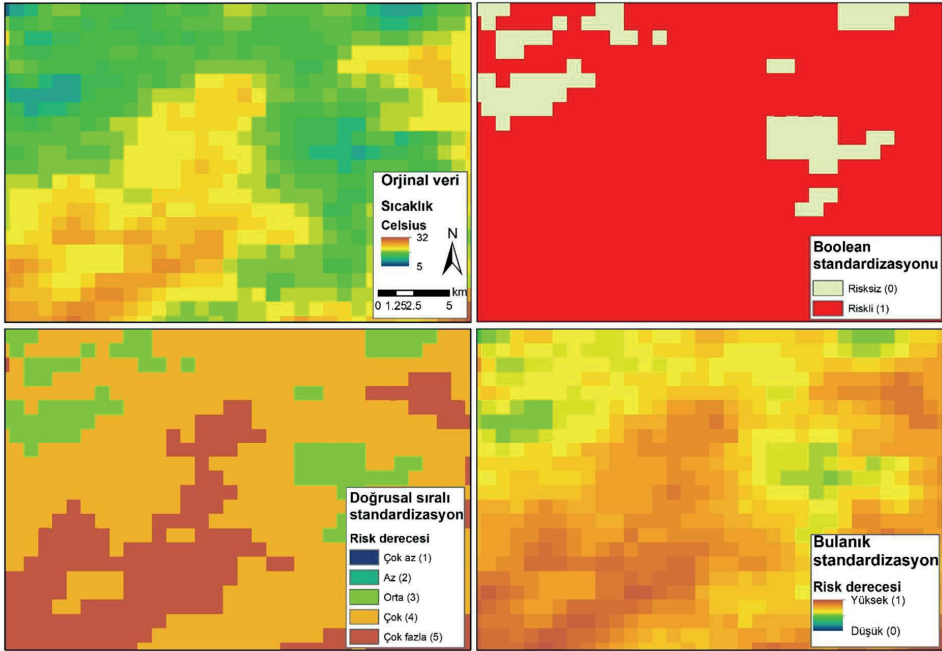 Orjinal veri
Sıcaklık
Celsius
32
5
N
km
0 1.252.5 5
Boolean
standardizasyonu
Risksiz (0)
Riskli (1)
Doğrusal sıralı
standardizasyon
Risk derecesi
Çok az (1)
Az (2)
Orta (3)
Çok (4)
Çok fazla (5)
Bulanık
standardizasyon
Risk derecesi
Yüksek (1)
Düşük (0)